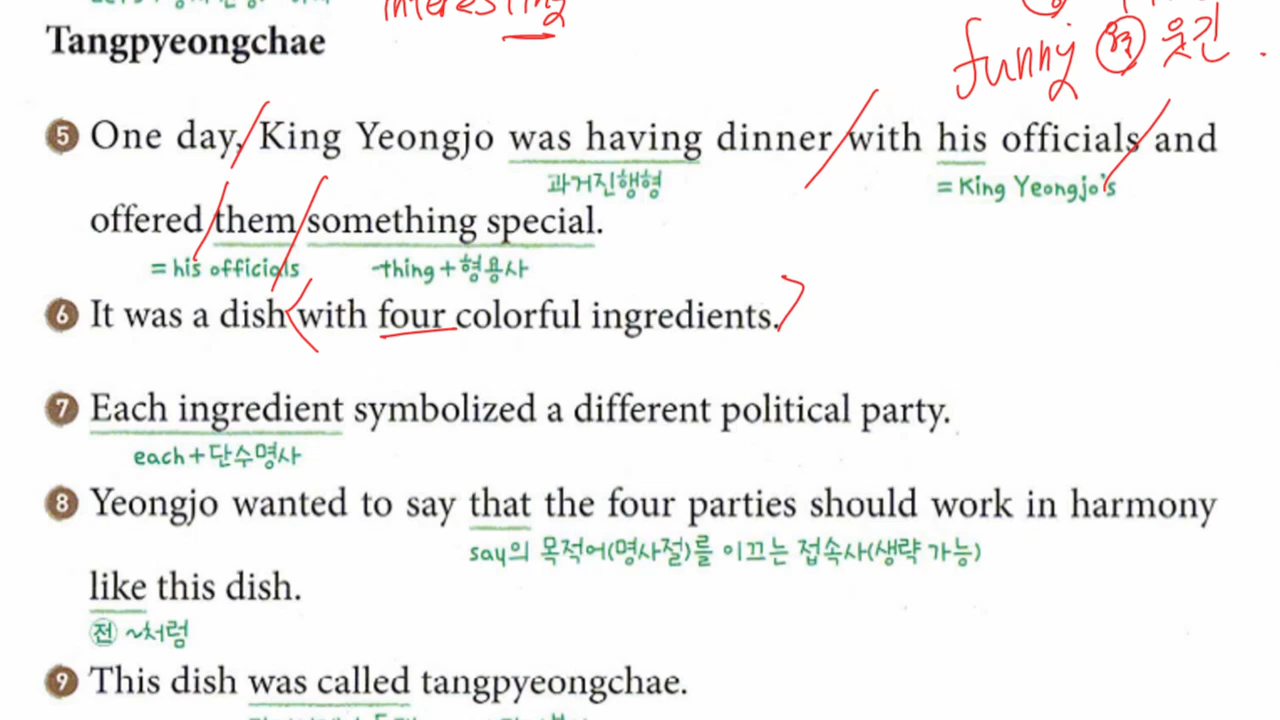 interesting
Tangpyeongchae
funny 형 웃긴.
5 One day, King Yeongjo was having dinner with his officials and
과거진행형 = King Yeongjo's
offered them something special.
= his officials -thing+형용사
6 It was a dish with four colorful ingredients.
7 Each ingredient symbolized a different political party.
each+단수명사
8 Yeongjo wanted to say that the four parties should work in harmony
say의 목적어(명사절)를 이끄는 접속사(생략 가능)
like this dish.
전 ~처럼
9 This dish was called tangpyeongchae.